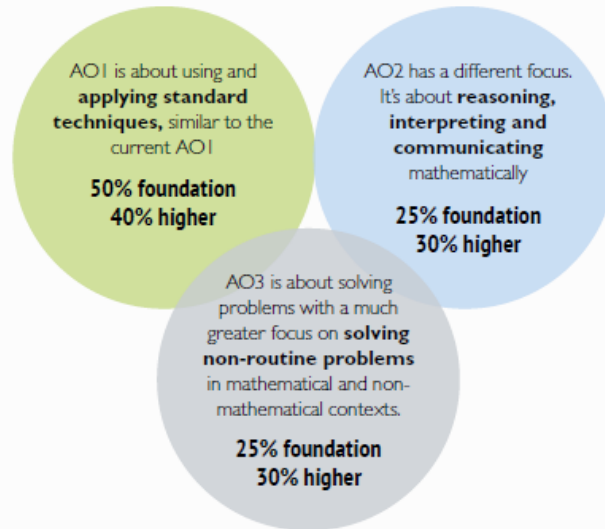 AO1 is about using and
applying standard
techniques, similar to the
current AO1
50% foundation
40% higher
AO2 has a different focus.
It's about reasoning,
interpreting and
communicating
mathematically
25% foundation
30% higher
AO3 is about solving
problems with a much
greater focus on solving
non-routine problems
in mathematical and non-
mathematical contexts.
25% foundation
30% higher